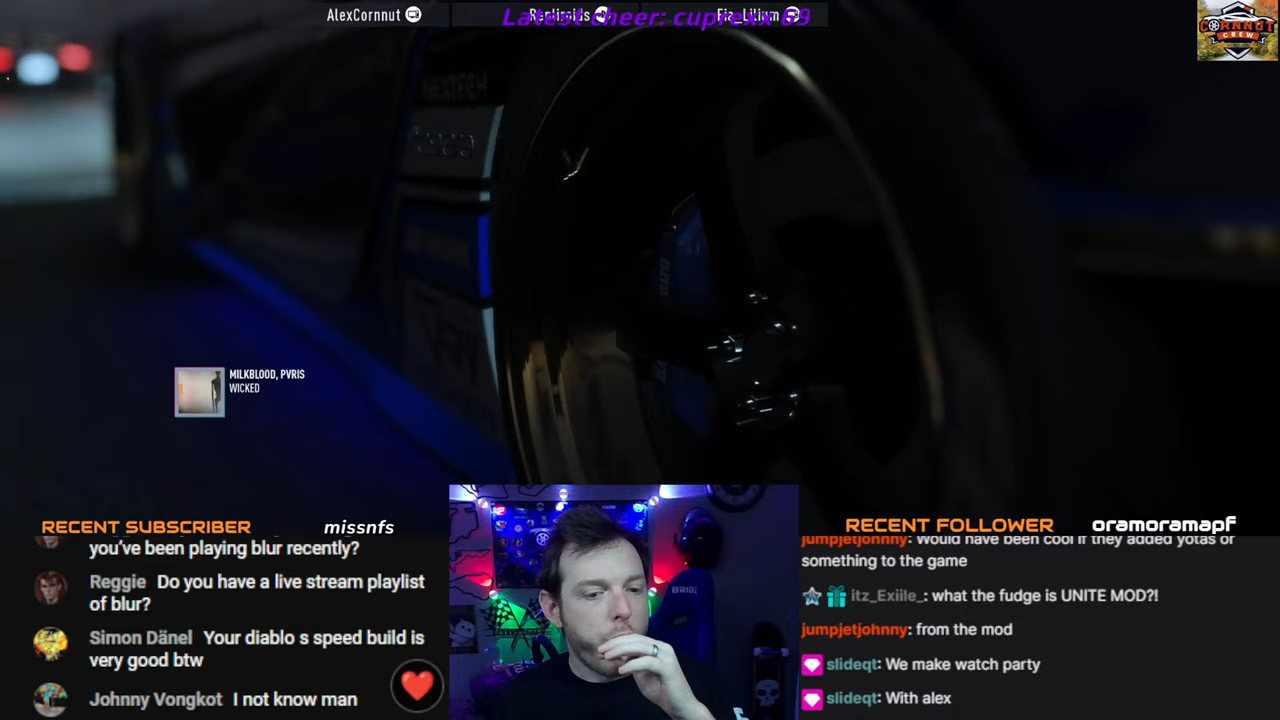 AlexCornnut
Latest cheer: cuprexx 69
CORNNUT
CREW
MILKBLOOD, PVRIS
WICKED
RECENT SUBSCRIBER missnfs
you've been playing blur recently?
Reggie Do you have a live stream playlist
of blur?
Simon Dänel Your diablo s speed build is
very good btw
Johnny Vongkot I not know man
BRIDE
RECENT FOLLOWER oramoramapf
jumpjetjohnny: Would have been cool if they added yotas or
something to the game
itz_Exiile_: what the fudge is UNITE MOD?!
jumpjetjohnny: from the mod
slideqt: We make watch party
slideqt: With alex